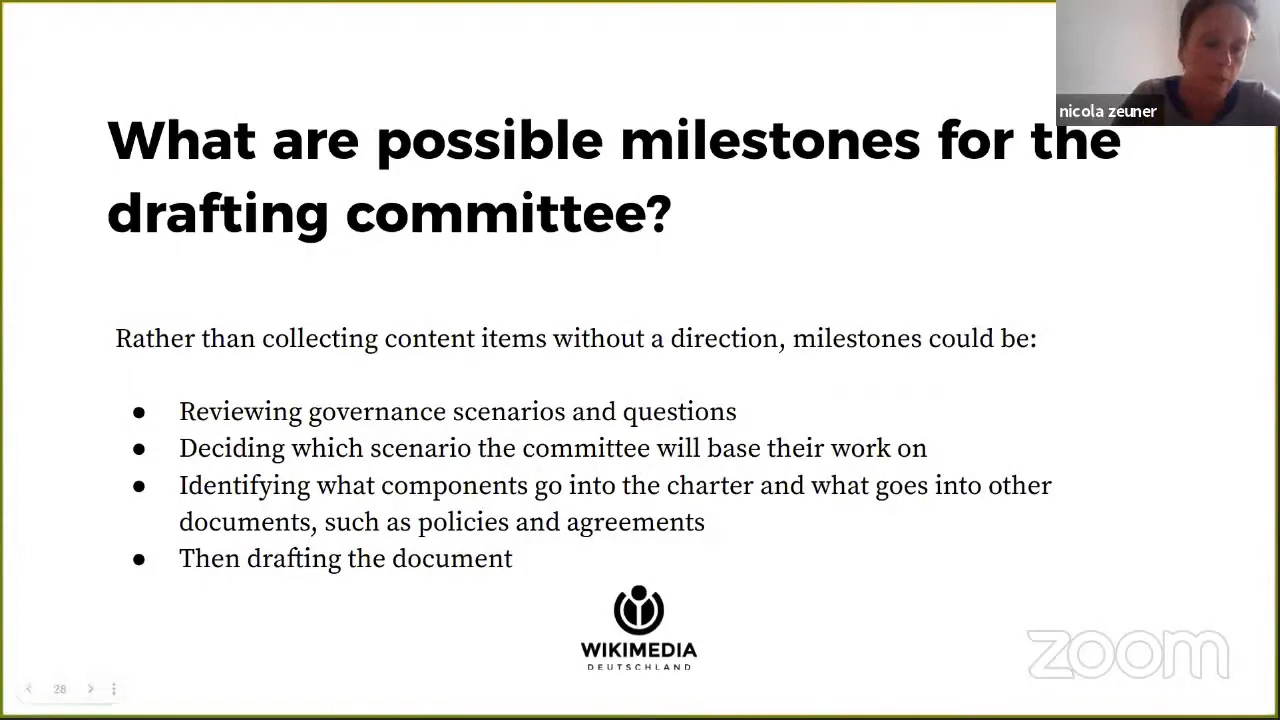 nicola zeuner
What are possible milestones for the
drafting committee?
Rather than collecting content items without a direction, milestones could be:
● Reviewing governance scenarios and questions
● Deciding which scenario the committee will base their work on
● Identifying what components go into the charter and what goes into other
documents, such as policies and agreements
● Then drafting the document
WIKIMEDIA
DEUTSCHLAND
zoom
28